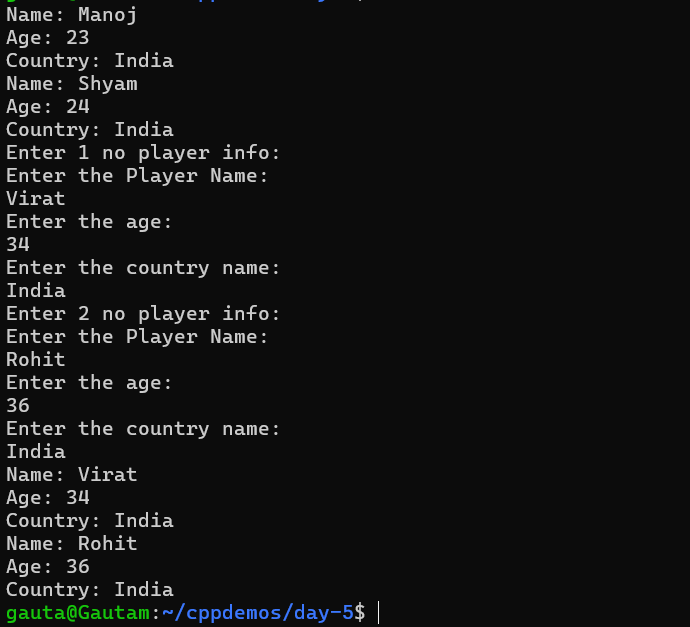 Name: Manoj
Age: 23
Country: India
Name: Shyam
Age: 24
Country: India
Enter 1 no player info:
Enter the Player Name:
Virat
Enter the age:
34
Enter the country name:
India
Enter 2 no player info:
Enter the Player Name:
Rohit
Enter the age:
36
Enter the country name:
India
Name: Virat
Age: 34
Country: India
Name: Rohit
Age: 36
Country: India
gauta@Gautam:~/cppdemos/day-5$